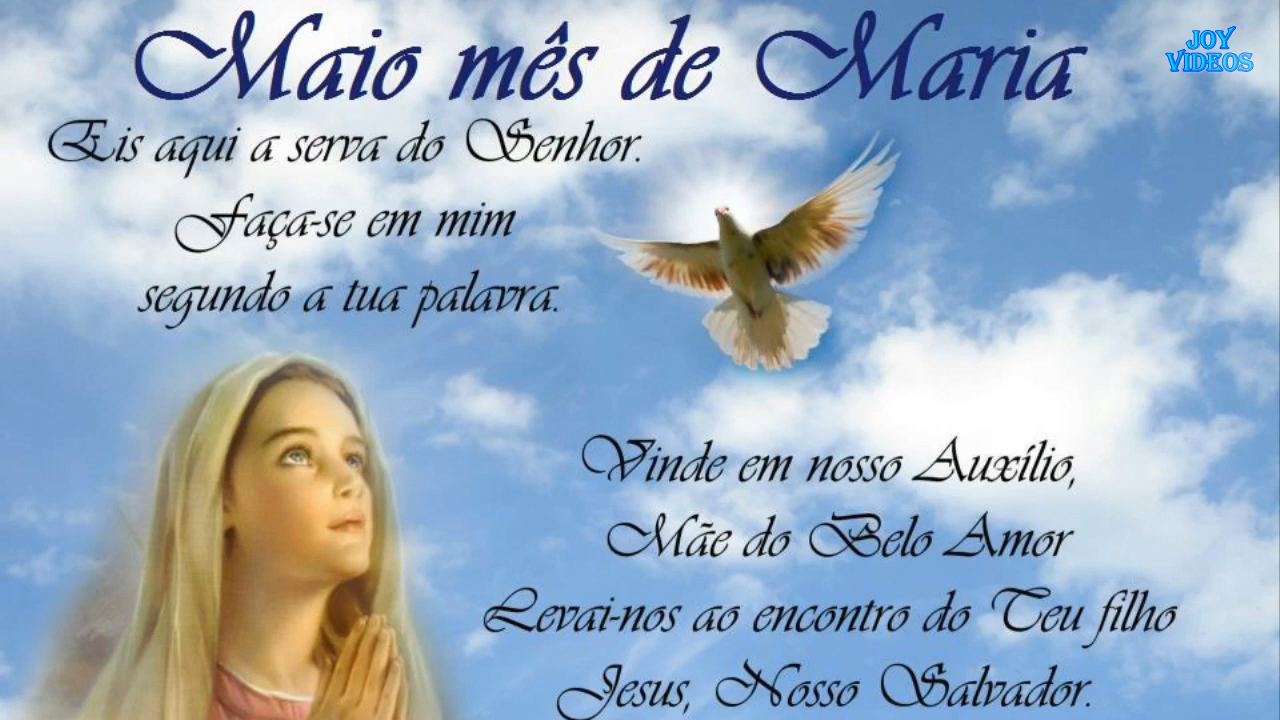 Maio mês de Maria
JOY
VIDEOS
Eis aqui a serva do Senhor.
Faça-se em mim
segundo a tua palavra.
Vinde em nosso Auxílio,
Mãe do Belo Amor
Levai-nos ao encontro do Teu filho
Jesus, Nosso Salvador.